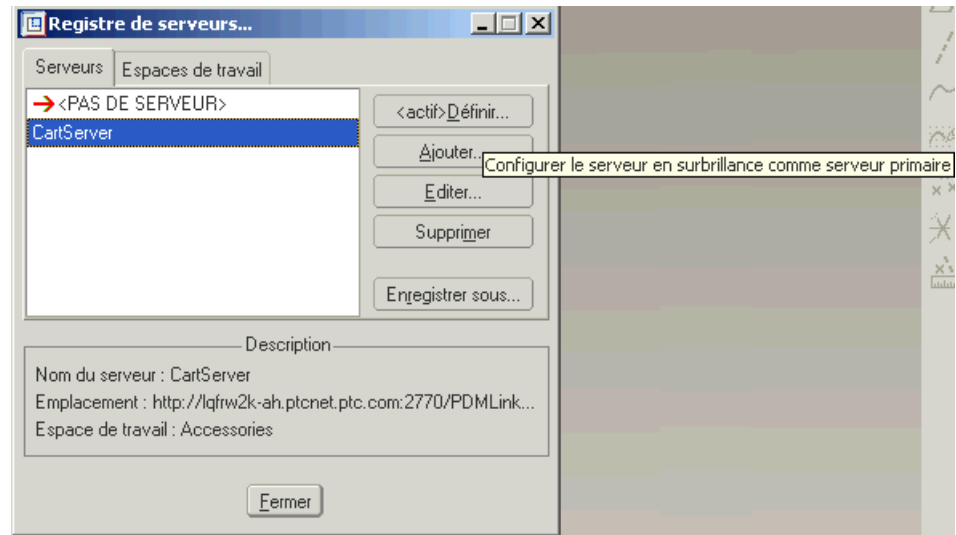 Registre de serveurs...
Serveurs Espaces de travail
<PAS DE SERVEUR>
CartServer
<actif>Définir...
Ajouter...
Configurer le serveur en surbrillance comme serveur primaire
Editer...
Supprimer
Enregistrer sous...
Description
Nom du serveur : CartServer
Emplacement : http://lqfrw2k-ah.ptcnet.ptc.com:2770/PDMLink...
Espace de travail : Accessories
Fermer